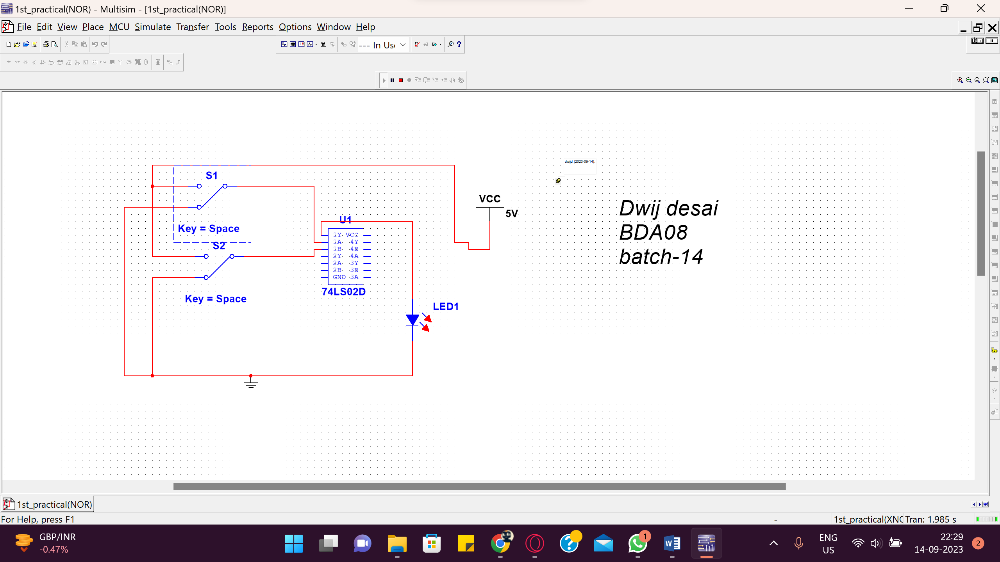 1st_practical(NOR) - Multisim - [1st_practical(NOR)]
File Edit View Place MCU Simulate Transfer Tools Reports Options Window Help
--- In Us
MISC
dwijd (2023-09-14):
S1
VCC
5V
Dwij desai
BDA08
batch-14
Key = Space
U1
1Y VCC
1A 4Y
1B 4B
2Y 4A
2A 3Y
2B 3B
GND 3A
74LS02D
S2
Key = Space
LED1
1st_practical(NOR)
For Help, press F1
-
1st_practical(XNC Tran: 1.985 s
GBP/INR
-0.47%
1
ENG
US
22:29
14-09-2023
2